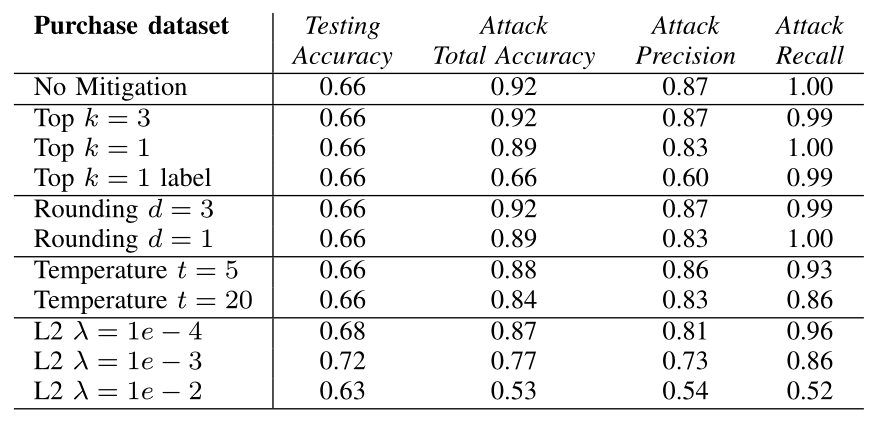 Purchase dataset Testing Accuracy Attack Total Accuracy Attack Precision Attack Recall
No Mitigation 0.66 0.92 0.87 1.00
Top k = 3 0.66 0.92 0.87 0.99
Top k = 1 0.66 0.89 0.83 1.00
Top k = 1 label 0.66 0.66 0.60 0.99
Rounding d = 3 0.66 0.92 0.87 0.99
Rounding d = 1 0.66 0.89 0.83 1.00
Temperature t = 5 0.66 0.88 0.86 0.93
Temperature t = 20 0.66 0.84 0.83 0.86
L2 λ = 1e − 4 0.68 0.87 0.81 0.96
L2 λ = 1e − 3 0.72 0.77 0.73 0.86
L2 λ = 1e − 2 0.63 0.53 0.54 0.52